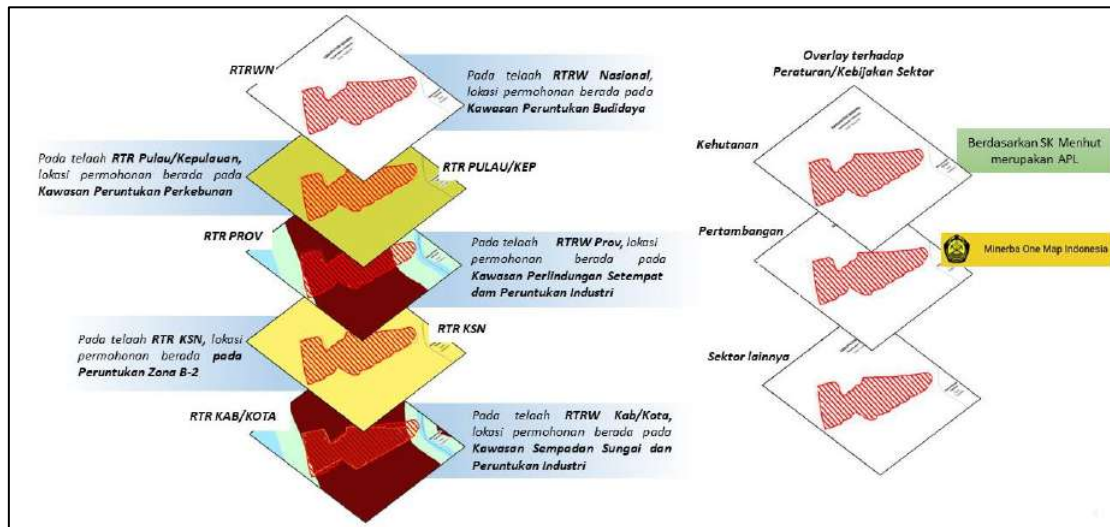 RTRWN
Pada telaah RTRW Nasional,
lokasi permohonan berada pada
Kawasan Peruntukan Budidaya
Pada telaah RTR Pulau/Kepulauan,
lokasi permohonan berada pada
Kawasan Peruntukan Perkebunan
RTR PULAU/KEP
RTR PROV
Pada telaah RTRW Prov, lokasi
permohonan berada pada
Kawasan Perlindungan Setempat
dam Peruntukan Industri
Pada telaah RTR KSN, lokasi
permohonan berada pada
Peruntukan Zona B-2
RTR KSN
RTR KAB/KOTA
Pada telaah RTRW Kab/Kota,
lokasi permohonan berada pada
Kawasan Sempadan Sungai dan
Peruntukan Industri
Overlay terhadap
Peraturan/Kebijakan Sektor
Kehutanan
Berdasarkan SK Menhut
merupakan APL
Pertambangan
Minerba One Map Indonesia
Sektor lainnya